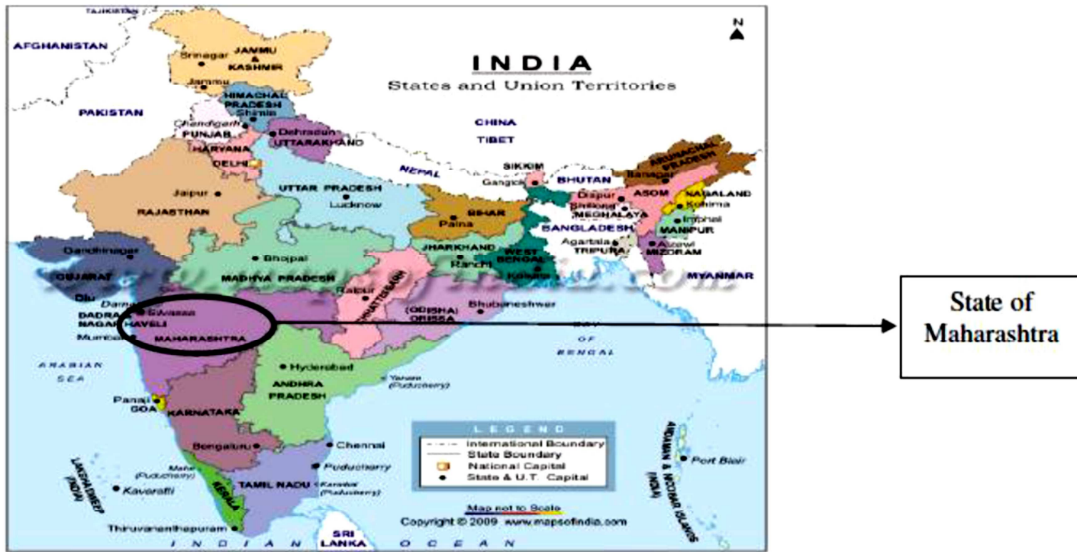 TAJIKISTAN
N
AFGHANISTAN
JAMMU
&
KASHMIR
Srinagar
Jammu
INDIA
States and Union Territories
HIMACHAL
PRADESH
Shimla
PAKISTAN
CHINA
TIBET
Chandigarh
PUNJAB
Dehradun
UTTARAKHAND
HARYANA
DELHI
NEPAL
SIKKIM
Gangtok
BHUTAN
ARUNACHAL
PRADESH
Itanagar
Jaipur
RAJASTHAN
UTTAR PRADESH
Lucknow
BIHAR
Patna
Dispur
ASOM
NAGALAND
Kohima
Shillong
MEGHALAYA
Imphal
MANIPUR
BANGLADESH
Agartala
TRIPURA
Aizawl
MIZORAM
MYANMAR
Gandhinagar
GUJARAT
Bhopal
MADHYA PRADESH
JHARKHAND
Ranchi
WEST
BENGAL
Kolkata
www.mapsofindia.com
Raipur
CHHATTISGARH
Diu
Daman
Silvassa
DADRA &
NAGAR HAVELI
Mumbai
MAHARASHTRA
(ODISHA)
ORISSA
Bhubaneshwar
State of
Maharashtra
BAY
OF
BENGAL
ARABIAN
SEA
Hyderabad
ANDHRA
PRADESH
Yanam
(Puducherry)
Panaji
GOA
KARNATAKA
Bengaluru
Chennai
LEGEND
International Boundary
State Boundary
National Capital
State & U.T. Capital
Mahe
(Puducherry)
Puducherry
Karaikal
(Puducherry)
TAMIL NADU
KERALA
LAKSHADWEEP
(INDIA)
Kavaratti
Thiruvananthapuram
ANDAMAN & NICOBAR ISLANDS
(INDIA)
Port Blair
Map not to Scale
Copyright © 2009 www.mapsofindia.com
SRI
LANKA
INDIAN OCEAN